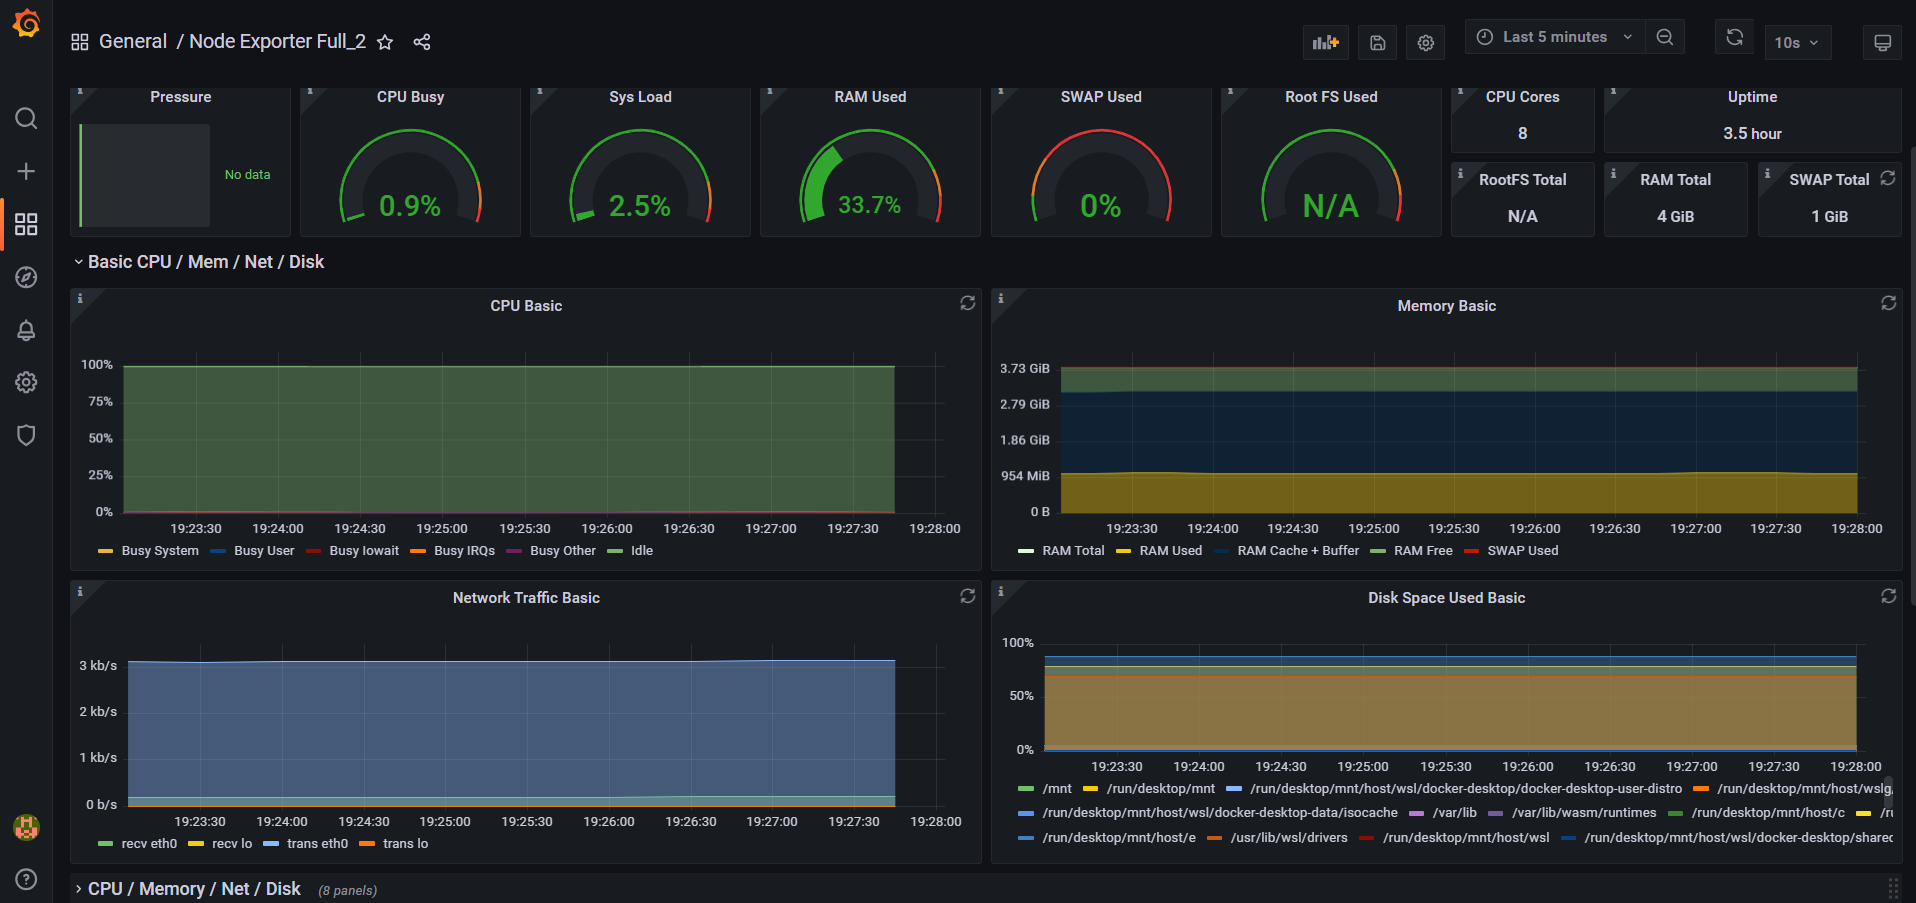 General / Node Exporter Full_2
Last 5 minutes
10s
Pressure
No data
CPU Busy
0.9%
Sys Load
2.5%
RAM Used
33.7%
SWAP Used
0%
Root FS Used
N/A
CPU Cores
8
Uptime
3.5 hour
RootFS Total
N/A
RAM Total
4 GiB
SWAP Total
1 GiB
Basic CPU / Mem / Net / Disk
CPU Basic
100%
75%
50%
25%
0%
19:23:30 19:24:00 19:24:30 19:25:00 19:25:30 19:26:00 19:26:30 19:27:00 19:27:30 19:28:00
Busy System Busy User Busy Iowait Busy IRQs Busy Other Idle
Memory Basic
3.73 GiB
2.79 GiB
1.86 GiB
954 MiB
0 B
19:23:30 19:24:00 19:24:30 19:25:00 19:25:30 19:26:00 19:26:30 19:27:00 19:27:30 19:28:00
RAM Total RAM Used RAM Cache + Buffer RAM Free SWAP Used
Network Traffic Basic
3 kb/s
2 kb/s
1 kb/s
0 b/s
19:23:30 19:24:00 19:24:30 19:25:00 19:25:30 19:26:00 19:26:30 19:27:00 19:27:30 19:28:00
recv eth0 recv lo trans eth0 trans lo
Disk Space Used Basic
100%
50%
0%
19:23:30 19:24:00 19:24:30 19:25:00 19:25:30 19:26:00 19:26:30 19:27:00 19:27:30 19:28:00
/mnt /run/desktop/mnt /run/desktop/mnt/host/wsl/docker-desktop/docker-desktop-user-distro /run/desktop/mnt/host/wslg
/run/desktop/mnt/host/wsl/docker-desktop-data/isocache /var/lib /var/lib/wasm/runtimes /run/desktop/mnt/host/c
/run/desktop/mnt/host/e /usr/lib/wsl/drivers /run/desktop/mnt/host/wsl /run/desktop/mnt/host/wsl/docker-desktop/shared
CPU / Memory / Net / Disk (8 panels)